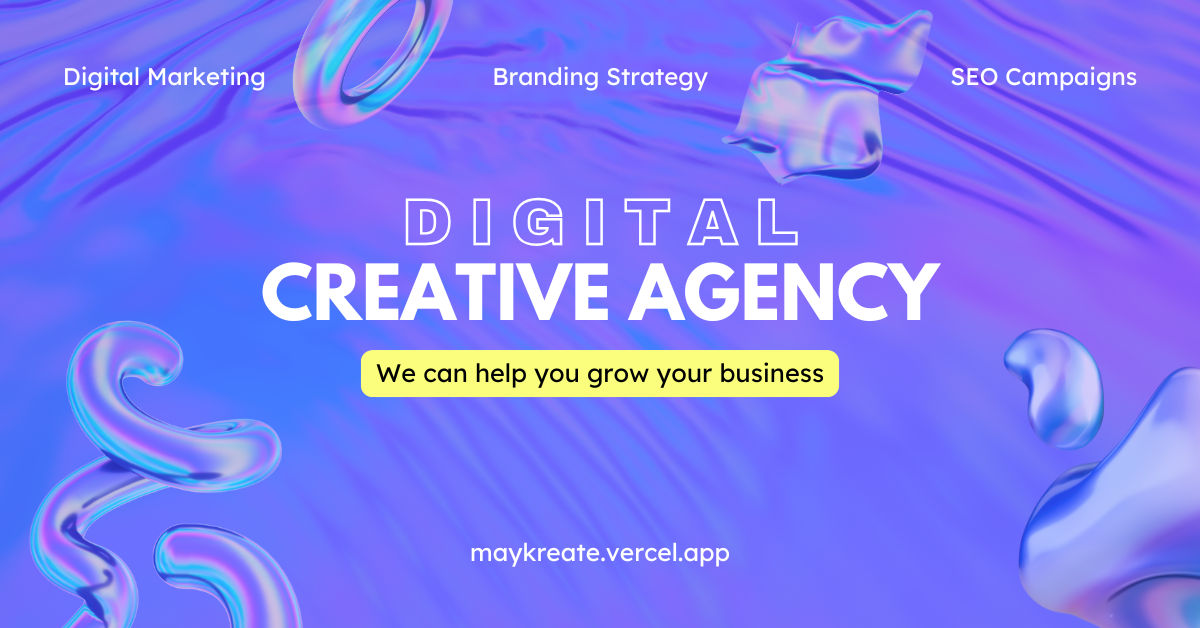 Digital Marketing
Branding Strategy
SEO Campaigns
DIGITAL
CREATIVE AGENCY
We can help you grow your business
maykreate.vercel.app